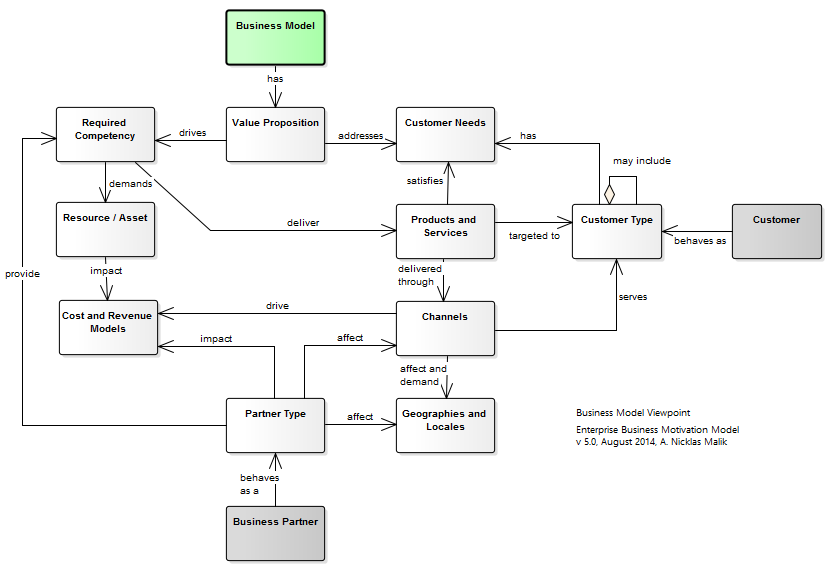 Business Model
has
Required
Competency
drives
Value Proposition
addresses
Customer Needs
has
may include
demands
satisfies
Resource / Asset
deliver
Products and
Services
targeted to
Customer Type
behaves as
Customer
provide
impact
delivered
through
Cost and Revenue
Models
drive
Channels
serves
impact
affect
affect and
demand
Partner Type
affect
Geographies and
Locales
Business Model Viewpoint
Enterprise Business Motivation Model
v 5.0, August 2014, A. Nicklas Malik
behaves
as a
Business Partner